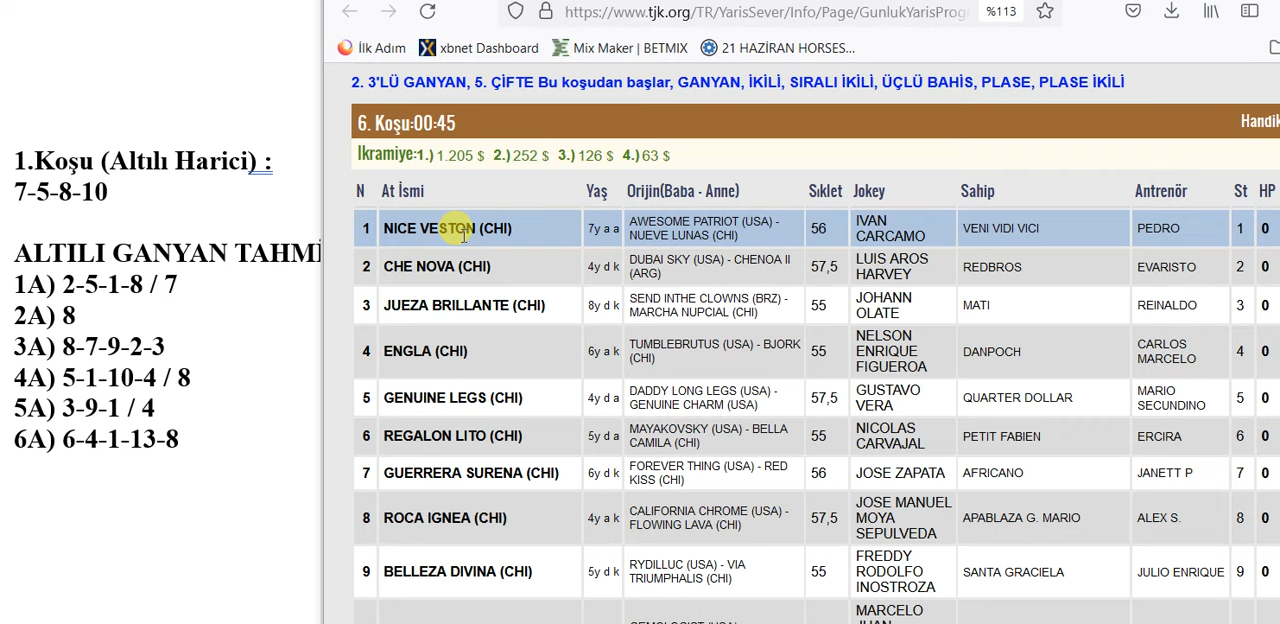 https://www.tjk.org/TR/YarisSever/Info/Page/GunlukYarisProgr
%113
İlk Adım
xbnet Dashboard
Mix Maker | BETMIX
21 HAZİRAN HORSES...
2. 3'LÜ GANYAN, 5. ÇİFTE Bu koşudan başlar, GANYAN, İKİLİ, SIRALI İKİLİ, ÜÇLÜ BAHİS, PLASE, PLASE İKİLİ
6. Koşu:00:45 Handik
İkramiye:1.) 1.205 $ 2.) 252 $ 3.) 126 $ 4.) 63 $
N At İsmi Yaş Orijin(Baba - Anne) Sıklet Jokey Sahip Antrenör St HP
1 NICE VESTON (CHI) 7y a a AWESOME PATRIOT (USA) - NUEVE LUNAS (CHI) 56 IVAN CARCAMO VENI VIDI VICI PEDRO 1 0
2 CHE NOVA (CHI) 4y d k DUBAI SKY (USA) - CHENOA II (ARG) 57,5 LUIS AROS HARVEY REDBROS EVARISTO 2 0
3 JUEZA BRILLANTE (CHI) 8y d k SEND INTHE CLOWNS (BRZ) - MARCHA NUPCIAL (CHI) 55 JOHANN OLATE MATI REINALDO 3 0
4 ENGLA (CHI) 6y a k TUMBLEBRUTUS (USA) - BJORK (CHI) 55 NELSON ENRIQUE FIGUEROA DANPOCH CARLOS MARCELO 4 0
5 GENUINE LEGS (CHI) 4y d a DADDY LONG LEGS (USA) - GENUINE CHARM (USA) 57,5 GUSTAVO VERA QUARTER DOLLAR MARIO SECUNDINO 5 0
6 REGALON LITO (CHI) 5y d a MAYAKOVSKY (USA) - BELLA CAMILA (CHI) 55 NICOLAS CARVAJAL PETIT FABIEN ERCIRA 6 0
7 GUERRERA SURENA (CHI) 6y d k FOREVER THING (USA) - RED KISS (CHI) 56 JOSE ZAPATA AFRICANO JANETT P 7 0
8 ROCA IGNEA (CHI) 4y a k CALIFORNIA CHROME (USA) - FLOWING LAVA (CHI) 57,5 JOSE MANUEL MOYA SEPULVEDA APABLAZA G. MARIO ALEX S. 8 0
9 BELLEZA DIVINA (CHI) 5y d k RYDILLUC (USA) - VIA TRIUMPHALIS (CHI) 55 FREDDY RODOLFO INOSTROZA SANTA GRACIELA JULIO ENRIQUE 9 0
MARCELO
1.Koşu (Altılı Harici) :
7-5-8-10
ALTILI GANYAN TAHMİ
1A) 2-5-1-8 / 7
2A) 8
3A) 8-7-9-2-3
4A) 5-1-10-4 / 8
5A) 3-9-1 / 4
6A) 6-4-1-13-8